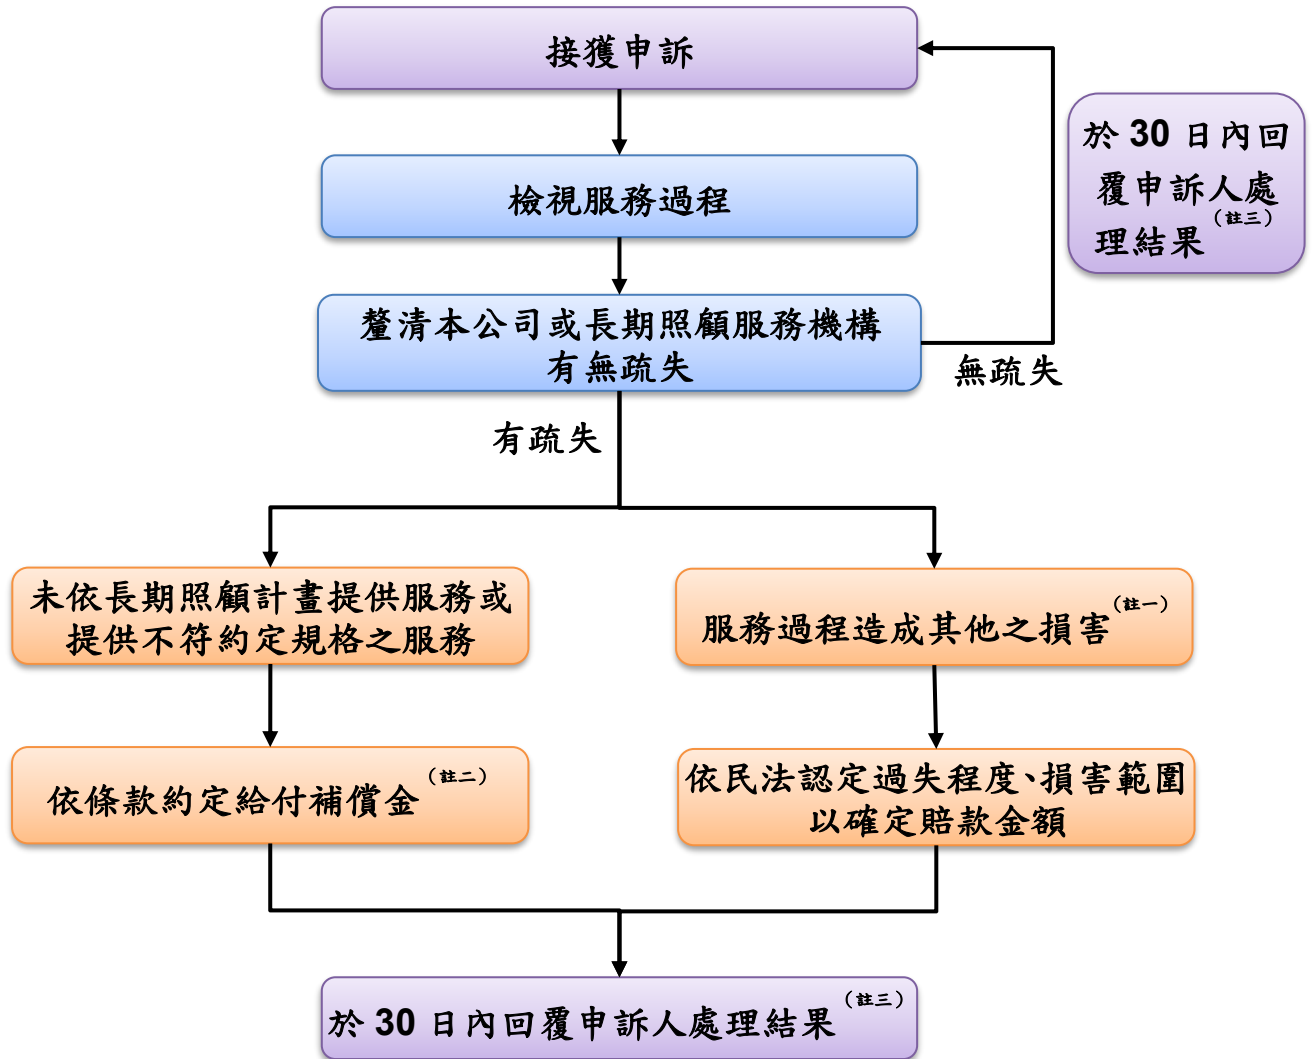 接獲申訴
於 30 日內回
覆申訴人處
理結果（註三）
檢視服務過程
釐清本公司或長期照顧服務機構
有無疏失
無疏失
有疏失
未依長期照顧計畫提供服務或
提供不符約定規格之服務
服務過程造成其他之損害（註一）
依條款約定給付補償金（註二）
依民法認定過失程度、損害範圍
以確定賠款金額
於 30 日內回覆申訴人處理結果（註三）